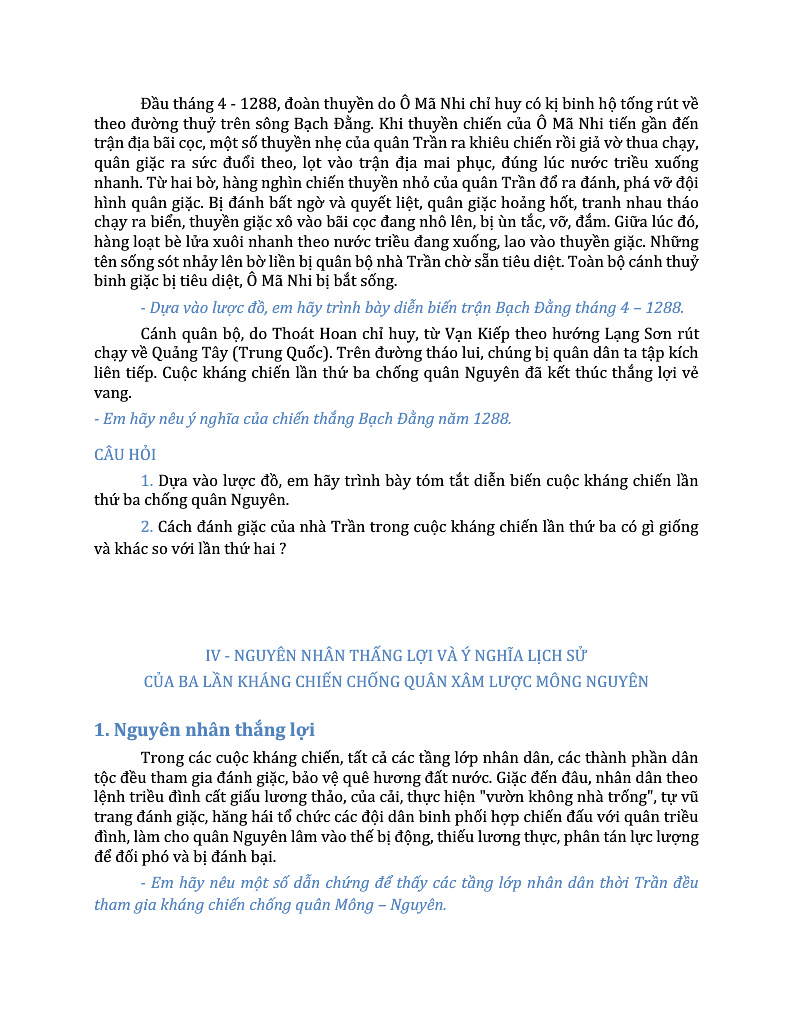 Đầu tháng 4 - 1288, đoàn thuyền do Ô Mã Nhi chỉ huy có kị binh hộ tống rút về
theo đường thuỷ trên sông Bạch Đằng. Khi thuyền chiến của Ô Mã Nhi tiến gần đến
trận địa bãi cọc, một số thuyền nhẹ của quân Trần ra khiêu chiến rồi giả vờ thua chạy,
quân giặc ra sức đuổi theo, lọt vào trận địa mai phục, đúng lúc nước triều xuống
nhanh. Từ hai bờ, hàng nghìn chiến thuyền nhỏ của quân Trần đổ ra đánh, phá vỡ đội
hình quân giặc. Bị đánh bất ngờ và quyết liệt, quân giặc hoảng hốt, tranh nhau tháo
chạy ra biển, thuyền giặc xô vào bãi cọc đang nhô lên, bị ùn tắc, vỡ, đắm. Giữa lúc đó,
hàng loạt bè lửa xuôi nhanh theo nước triều đang xuống, lao vào thuyền giặc. Những
tên sống sót nhảy lên bờ liền bị quân bộ nhà Trần chờ sẵn tiêu diệt. Toàn bộ cánh thuỷ
binh giặc bị tiêu diệt, Ô Mã Nhi bị bắt sống.
- Dựa vào lược đồ, em hãy trình bày diễn biến trận Bạch Đằng tháng 4 – 1288.
Cánh quân bộ, do Thoát Hoan chỉ huy, từ Vạn Kiếp theo hướng Lạng Sơn rút
chạy về Quảng Tây (Trung Quốc). Trên đường tháo lui, chúng bị quân dân ta tập kích
liên tiếp. Cuộc kháng chiến lần thứ ba chống quân Nguyên đã kết thúc thắng lợi vẻ
vang.
- Em hãy nêu ý nghĩa của chiến thắng Bạch Đằng năm 1288.
CÂU HỎI
1. Dựa vào lược đồ, em hãy trình bày tóm tắt diễn biến cuộc kháng chiến lần
thứ ba chống quân Nguyên.
2. Cách đánh giặc của nhà Trần trong cuộc kháng chiến lần thứ ba có gì giống
và khác so với lần thứ hai ?
IV - NGUYÊN NHÂN THẮNG LỢI VÀ Ý NGHĨA LỊCH SỬ
CỦA BA LẦN KHÁNG CHIẾN CHỐNG QUÂN XÂM LƯỢC MÔNG NGUYÊN
1. Nguyên nhân thắng lợi
Trong các cuộc kháng chiến, tất cả các tầng lớp nhân dân, các thành phần dân
tộc đều tham gia đánh giặc, bảo vệ quê hương đất nước. Giặc đến đâu, nhân dân theo
lệnh triều đình cất giấu lương thảo, của cải, thực hiện "vườn không nhà trống", tự vũ
trang đánh giặc, hăng hái tổ chức các đội dân binh phối hợp chiến đấu với quân triều
đình, làm cho quân Nguyên lâm vào thế bị động, thiếu lương thực, phân tán lực lượng
để đối phó và bị đánh bại.
- Em hãy nêu một số dẫn chứng để thấy các tầng lớp nhân dân thời Trần đều
tham gia kháng chiến chống quân Mông – Nguyên.